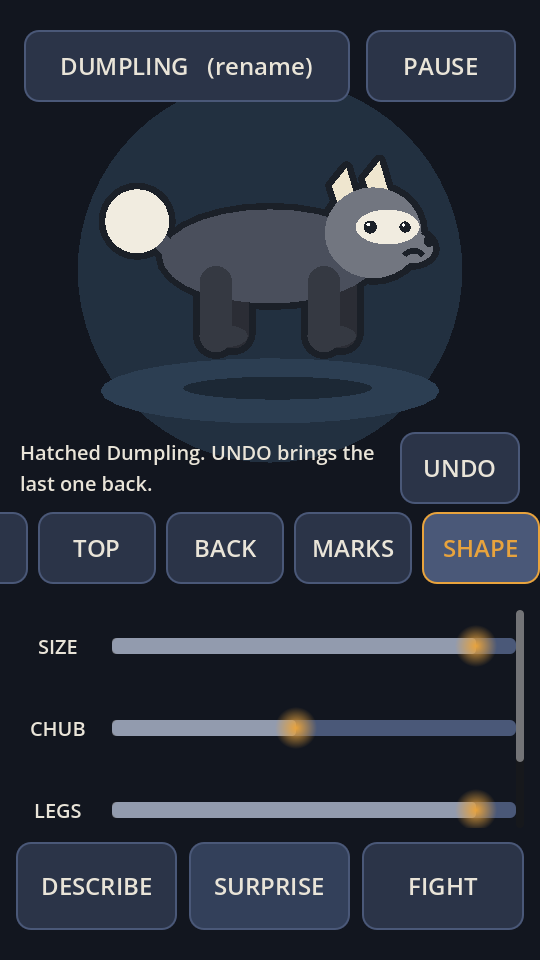 DUMPLING (rename)
PAUSE
Hatched Dumpling. UNDO brings the
last one back.
UNDO
TOP
BACK
MARKS
SHAPE
SIZE
CHUB
LEGS
DESCRIBE
SURPRISE
FIGHT